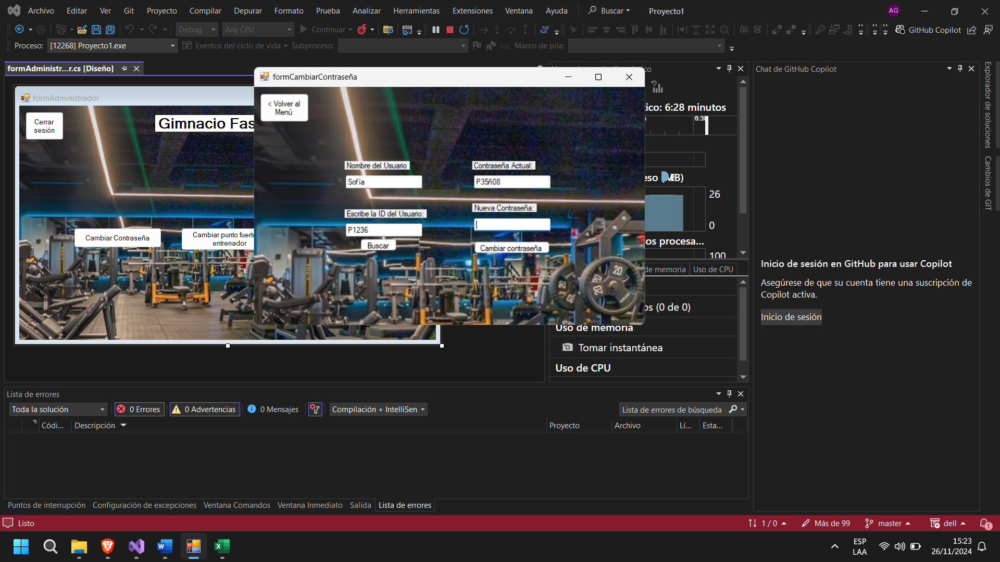 Archivo Editar Ver Git Proyecto Compilar Depurar Formato Prueba Analizar Herramientas Extensiones Ventana Ayuda Buscar Proyecto1 AG
Debug Any CPU Continuar GitHub Copilot
Proceso: [12268] Proyecto1.exe Eventos del ciclo de vida Subproceso: Marco de pila:
formAdministr...r.cs [Diseño]
formCambiarContraseña
Chat de GitHub Copilot
Explorador de soluciones
Cambios de GIT
formAdministrador
Cerrar
sesión
Gimnacio Fas
< Volver al
Menú
tico: 6:28 minutos
Nombre del Usuario
Sofía
Contraseña Actual:
P35ñ08
26
0
Escribe la ID del Usuario:
P1236
Nueva Contraseña:
Buscar
Cambiar contraseña
Cambiar Contraseña
Cambiar punto fuerte
entrenador
os procesa...
100
de memoria Uso de CPU
os (0 de 0)
Uso de memoria
Tomar instantánea
Uso de CPU
Inicio de sesión en GitHub para usar Copilot
Asegúrese de que su cuenta tiene una suscripción de
Copilot activa.
Inicio de sesión
Lista de errores
Toda la solución 0 Errores 0 Advertencias 0 Mensajes Compilación + IntelliSen Lista de errores de búsqueda
Códi... Descripción Proyecto Archivo Lí... Esta...
Puntos de interrupción Configuración de excepciones Ventana Comandos Ventana Inmediato Salida Lista de errores
Listo 1 / 0 Más de 99 master dell 1
ESP
LAA
15:23
26/11/2024